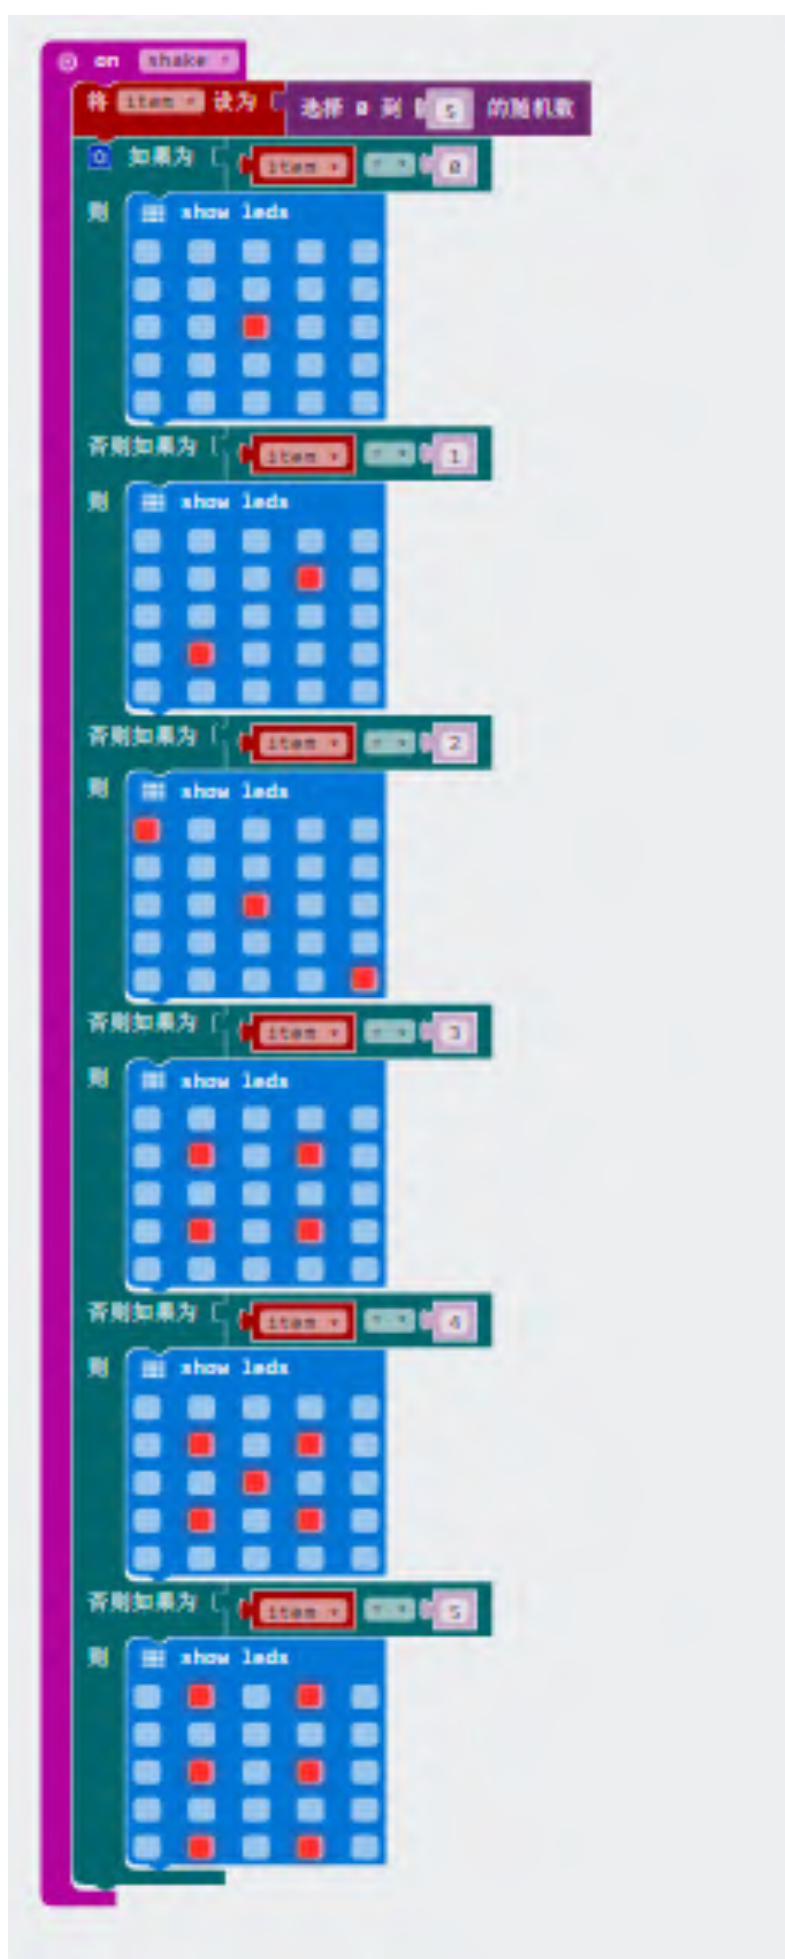 on shake
将 item 设为 选择 0 到 5 的随机数
如果为 item = 0
则 show leds
否则如果为 item = 1
则 show leds
否则如果为 item = 2
则 show leds
否则如果为 item = 3
则 show leds
否则如果为 item = 4
则 show leds
否则如果为 item = 5
则 show leds